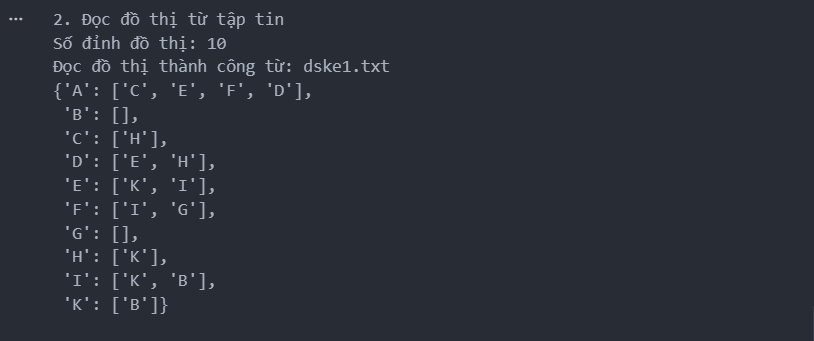 ... 2. Đọc đồ thị từ tập tin
Số đỉnh đồ thị: 10
Đọc đồ thị thành công từ: dske1.txt
{'A': ['C', 'E', 'F', 'D'],
'B': [],
'C': ['H'],
'D': ['E', 'H'],
'E': ['K', 'I'],
'F': ['I', 'G'],
'G': [],
'H': ['K'],
'I': ['K', 'B'],
'K': ['B']}